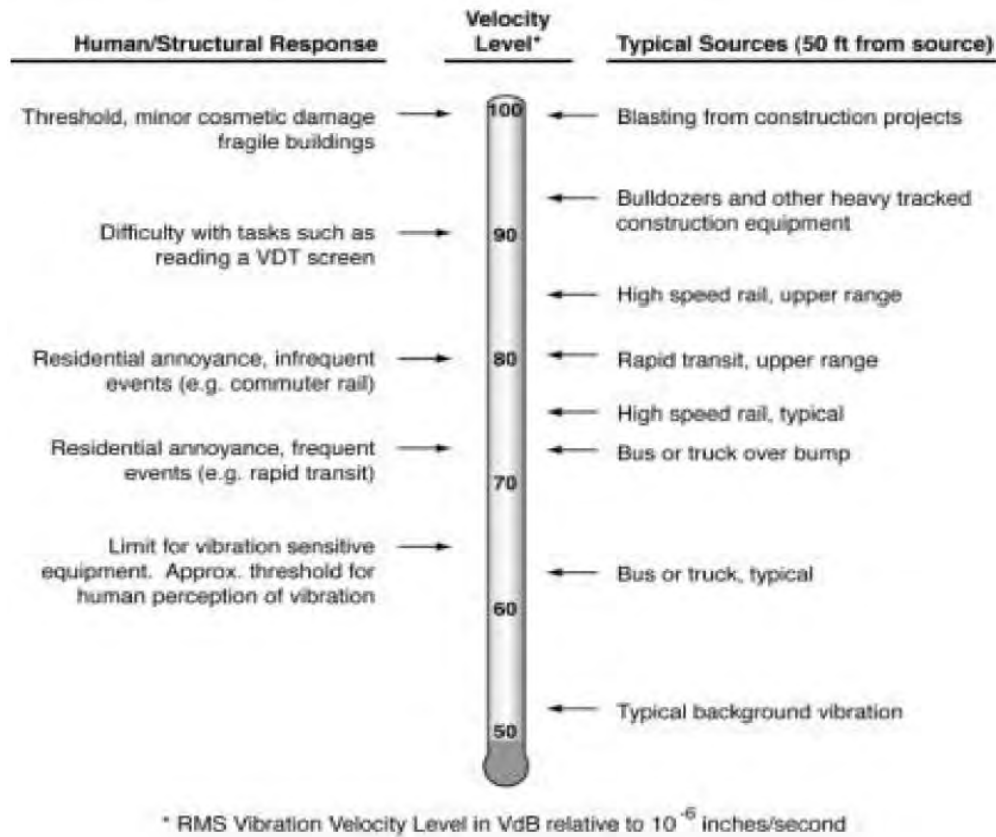 Human/Structural Response
Velocity
Level*
Typical Sources (50 ft from source)
Threshold, minor cosmetic damage
fragile buildings
100
Blasting from construction projects
Bulldozers and other heavy tracked
construction equipment
Difficulty with tasks such as
reading a VDT screen
90
High speed rail, upper range
Residential annoyance, infrequent
events (e.g. commuter rail)
80
Rapid transit, upper range
High speed rail, typical
Residential annoyance, frequent
events (e.g. rapid transit)
Bus or truck over bump
70
Limit for vibration sensitive
equipment. Approx. threshold for
human perception of vibration
Bus or truck, typical
60
Typical background vibration
50
* RMS Vibration Velocity Level in VdB relative to 10⁻⁶ inches/second